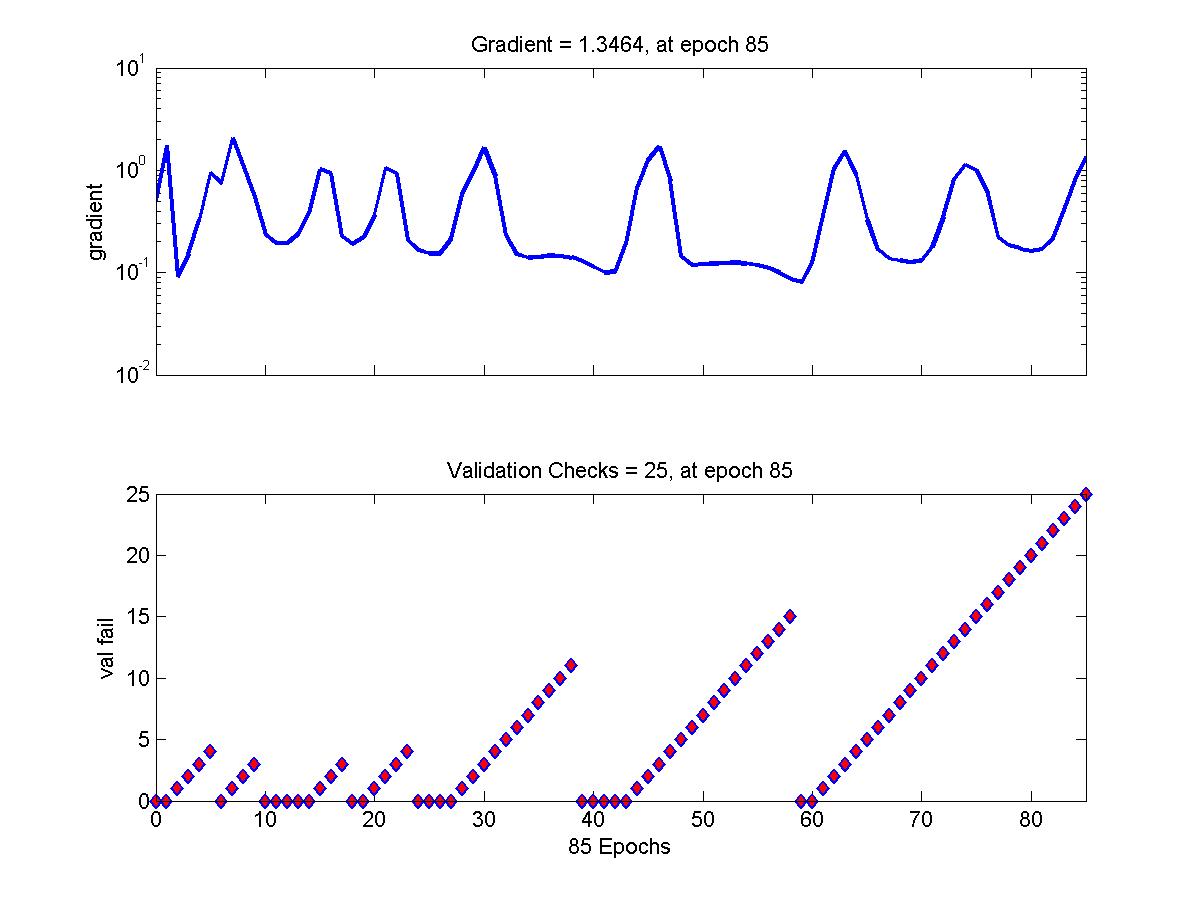 Gradient = 1.3464, at epoch 85
10^1
10^0
10^-1
10^-2
gradient
Validation Checks = 25, at epoch 85
25
20
15
10
5
0
val fail
0 10 20 30 40 50 60 70 80
85 Epochs